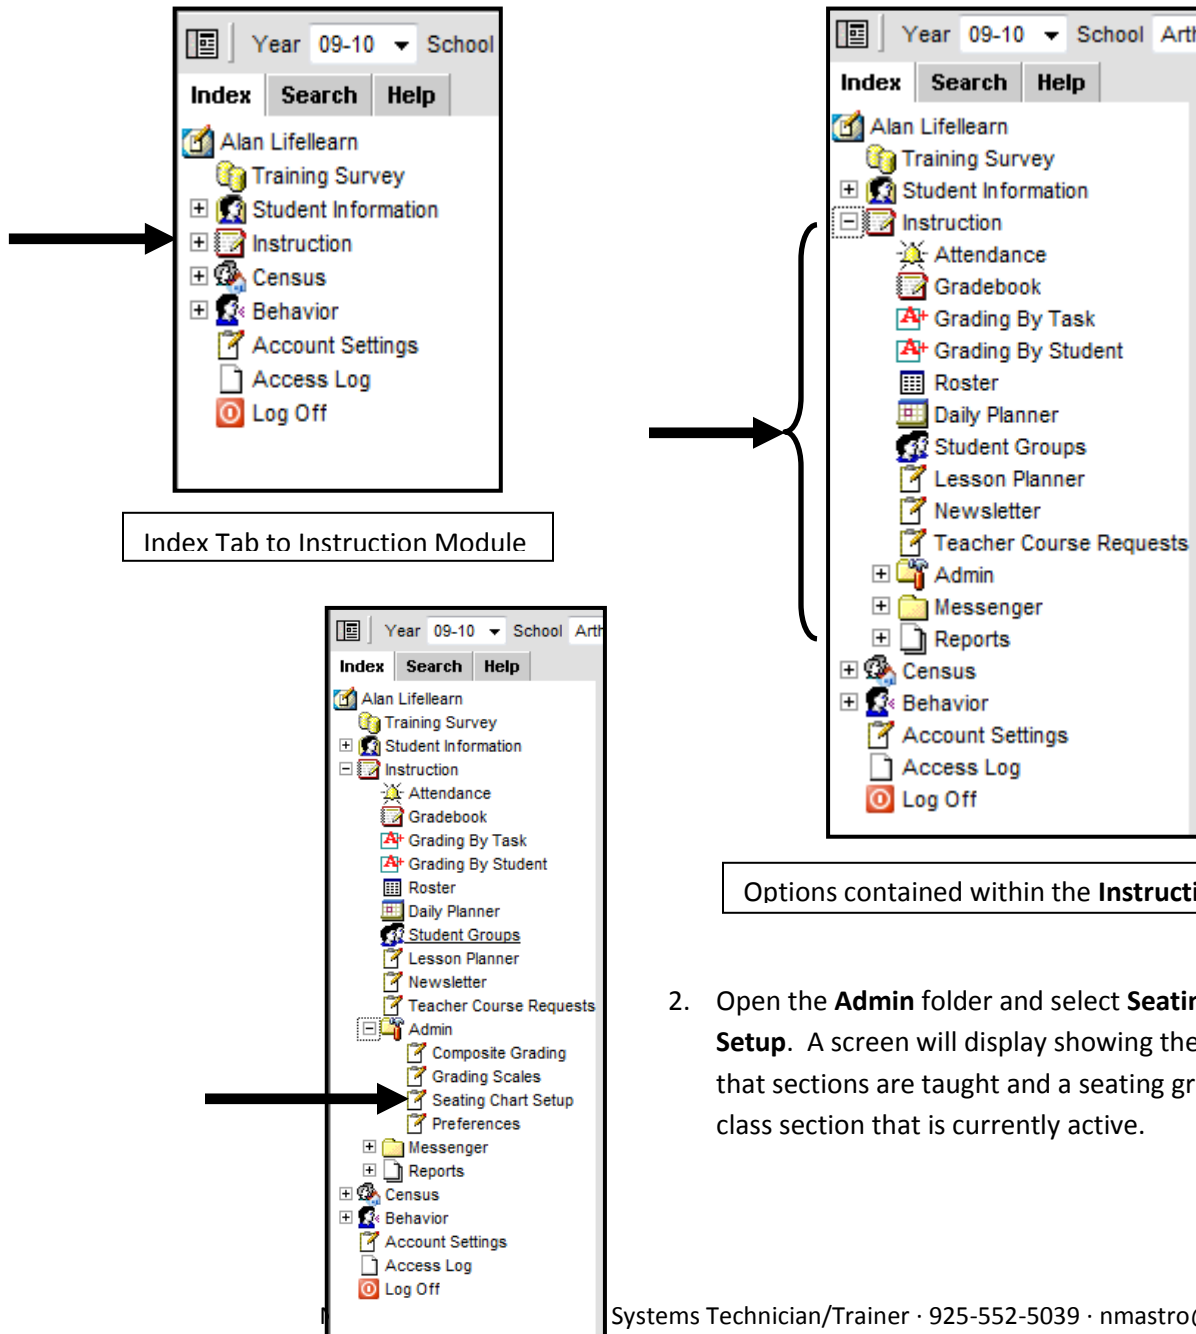 Year 09-10 School
Index Search Help
Alan Lifellearn
Training Survey
Student Information
Instruction
Census
Behavior
Account Settings
Access Log
Log Off
Index Tab to Instruction Module
Year 09-10 School Arth
Index Search Help
Alan Lifellearn
Training Survey
Student Information
Instruction
Attendance
Gradebook
Grading By Task
Grading By Student
Roster
Daily Planner
Student Groups
Lesson Planner
Newsletter
Teacher Course Requests
Admin
Messenger
Reports
Census
Behavior
Account Settings
Access Log
Log Off
Options contained within the Instructi
Year 09-10 School Arth
Index Search Help
Alan Lifellearn
Training Survey
Student Information
Instruction
Attendance
Gradebook
Grading By Task
Grading By Student
Roster
Daily Planner
Student Groups
Lesson Planner
Newsletter
Teacher Course Requests
Admin
Composite Grading
Grading Scales
Seating Chart Setup
Preferences
Messenger
Reports
Census
Behavior
Account Settings
Access Log
Log Off
2. Open the Admin folder and select Seatin
Setup. A screen will display showing the
that sections are taught and a seating gr
class section that is currently active.
Systems Technician/Trainer · 925-552-5039 · nmastro@